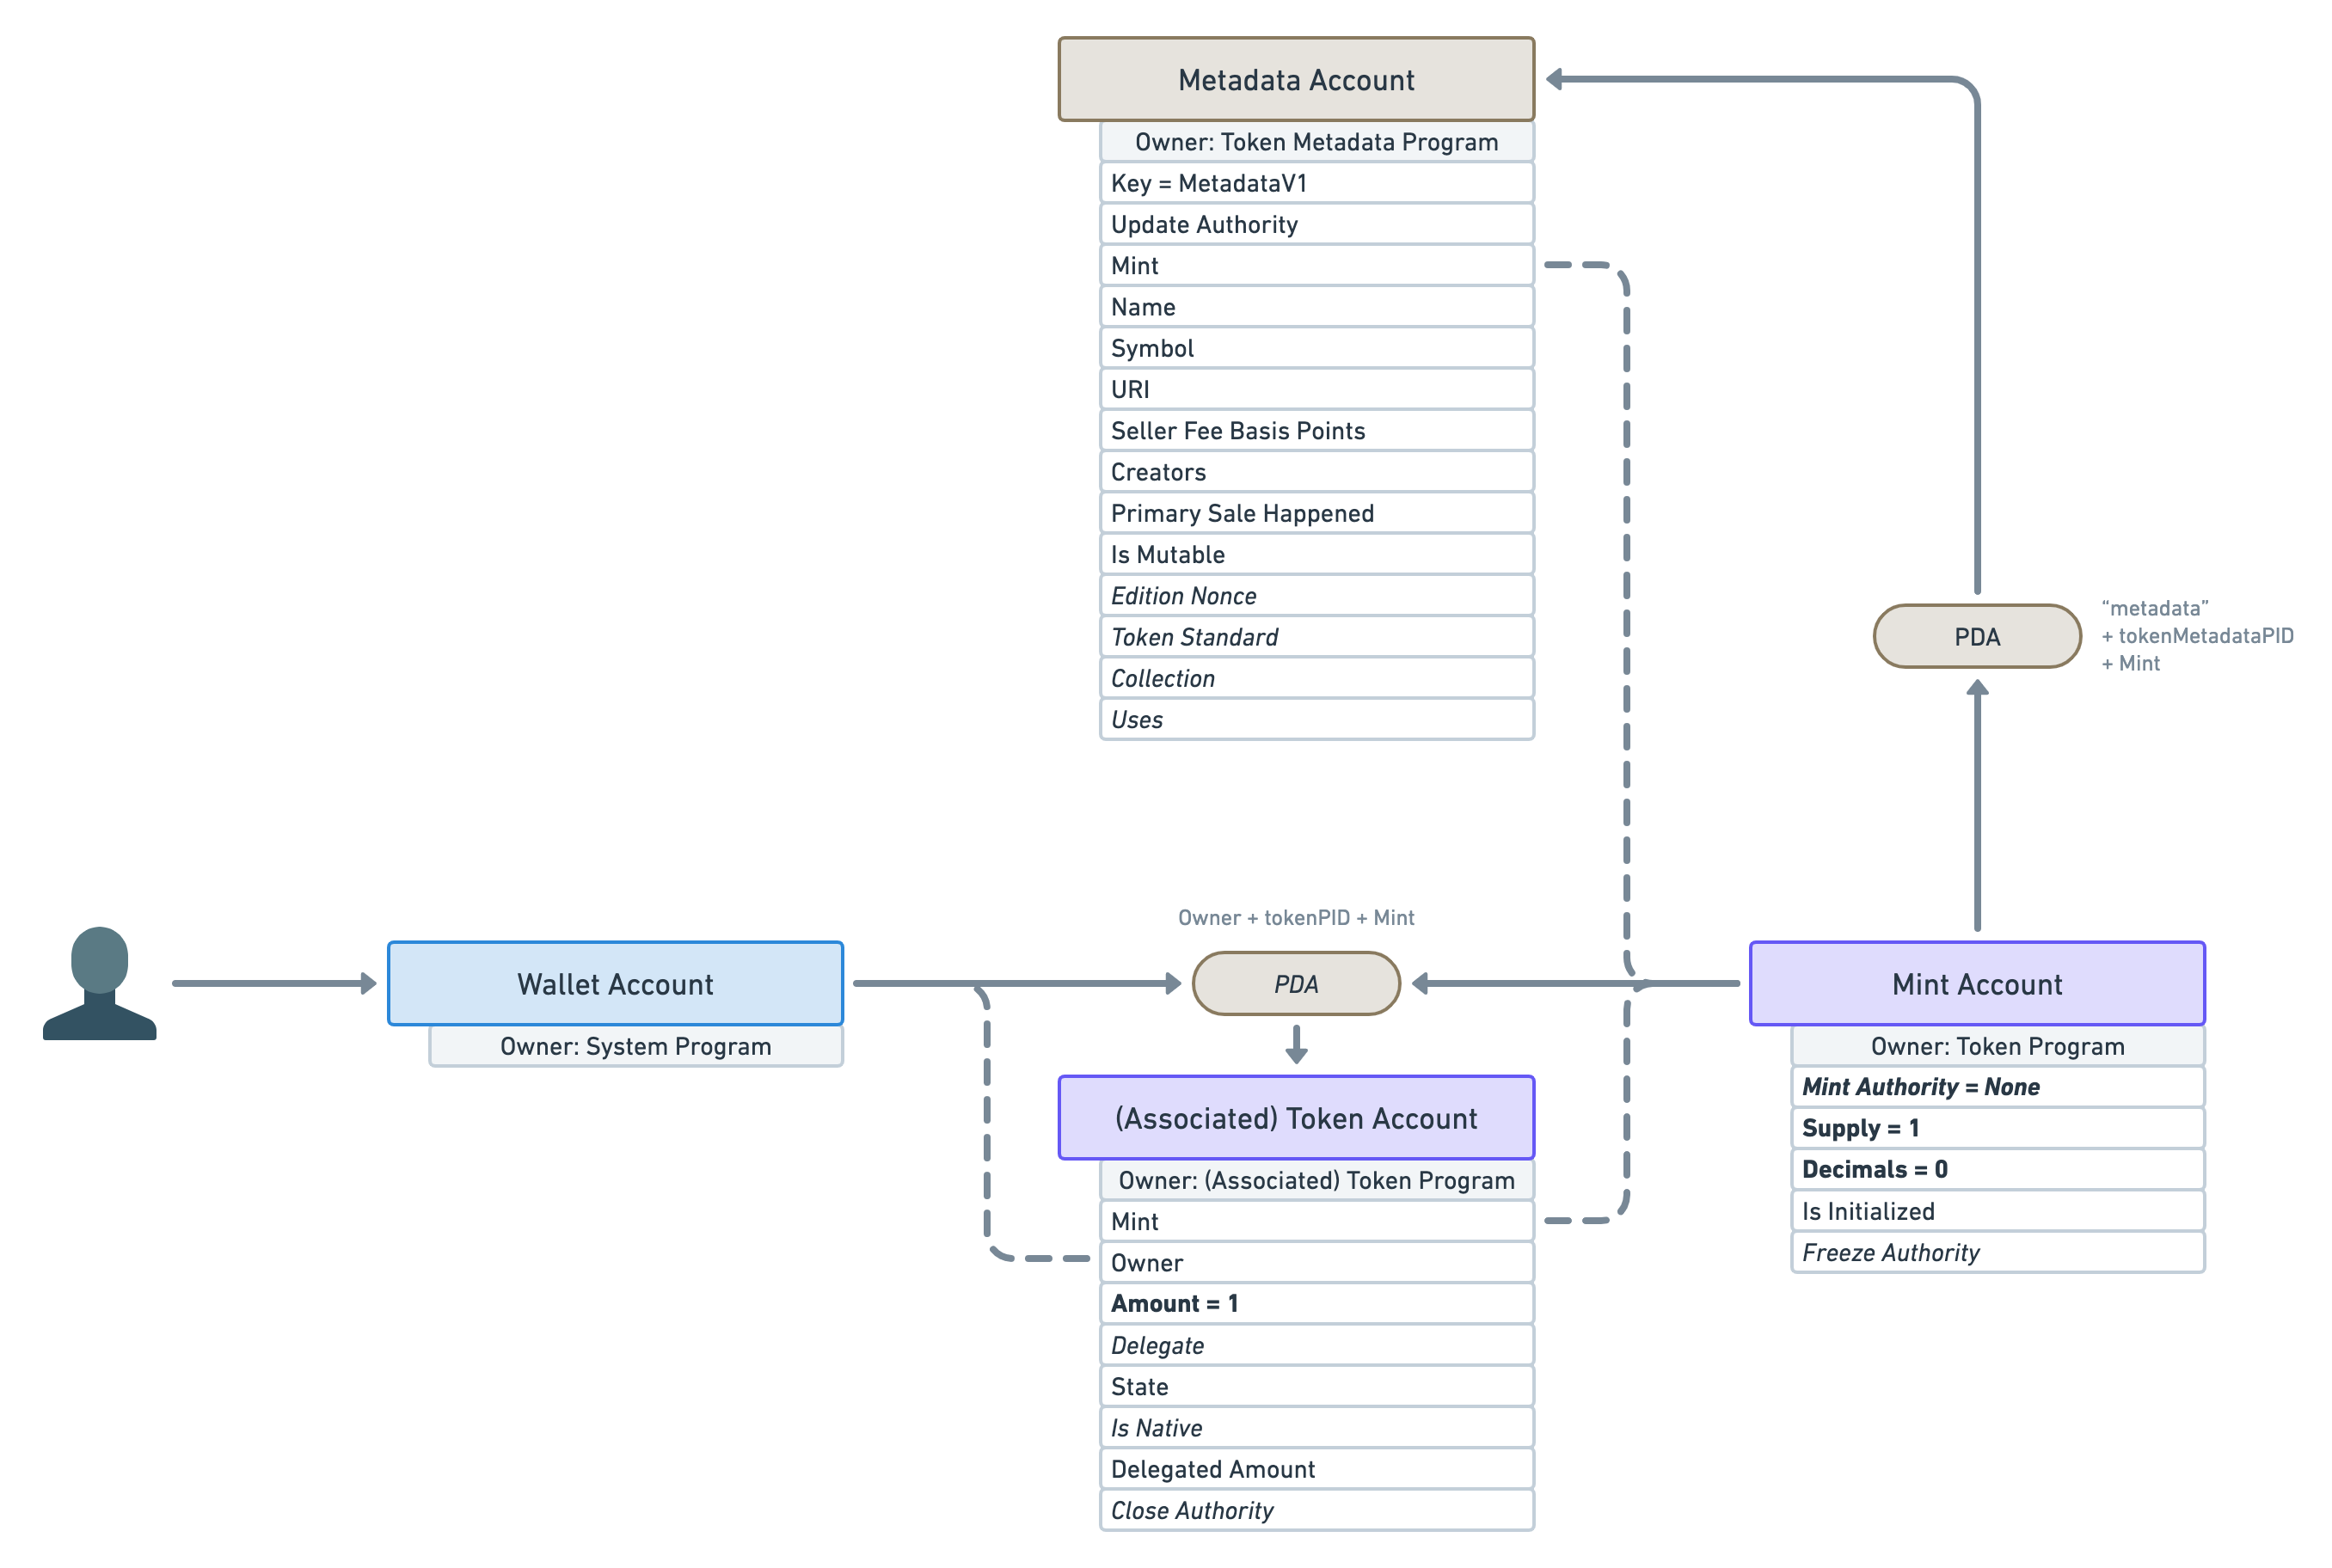 Metadata Account
Owner: Token Metadata Program
Key = MetadataV1
Update Authority
Mint
Name
Symbol
URI
Seller Fee Basis Points
Creators
Primary Sale Happened
Is Mutable
Edition Nonce
Token Standard
Collection
Uses
“metadata”
+ tokenMetadataPID
+ Mint
PDA
Wallet Account
Owner: System Program
Owner + tokenPID + Mint
PDA
(Associated) Token Account
Owner: (Associated) Token Program
Mint
Owner
Amount = 1
Delegate
State
Is Native
Delegated Amount
Close Authority
Mint Account
Owner: Token Program
Mint Authority = None
Supply = 1
Decimals = 0
Is Initialized
Freeze Authority